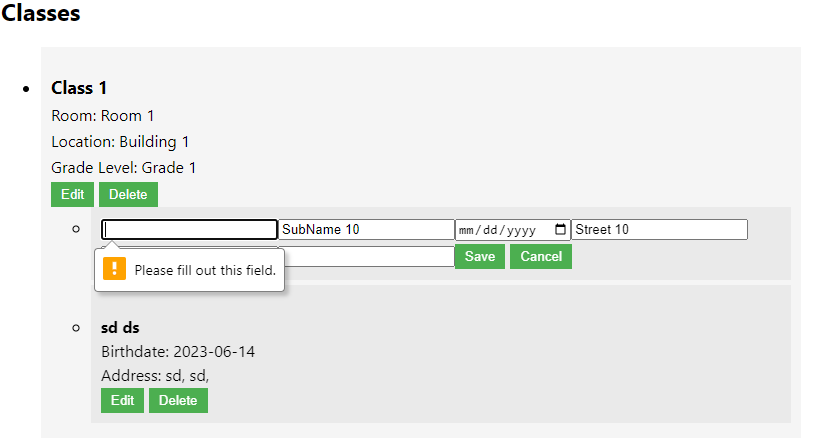 Classes
Class 1
Room: Room 1
Location: Building 1
Grade Level: Grade 1
Edit Delete
SubName 10 mm/dd/yyyy Street 10
Save Cancel
Please fill out this field.
sd ds
Birthdate: 2023-06-14
Address: sd, sd,
Edit Delete